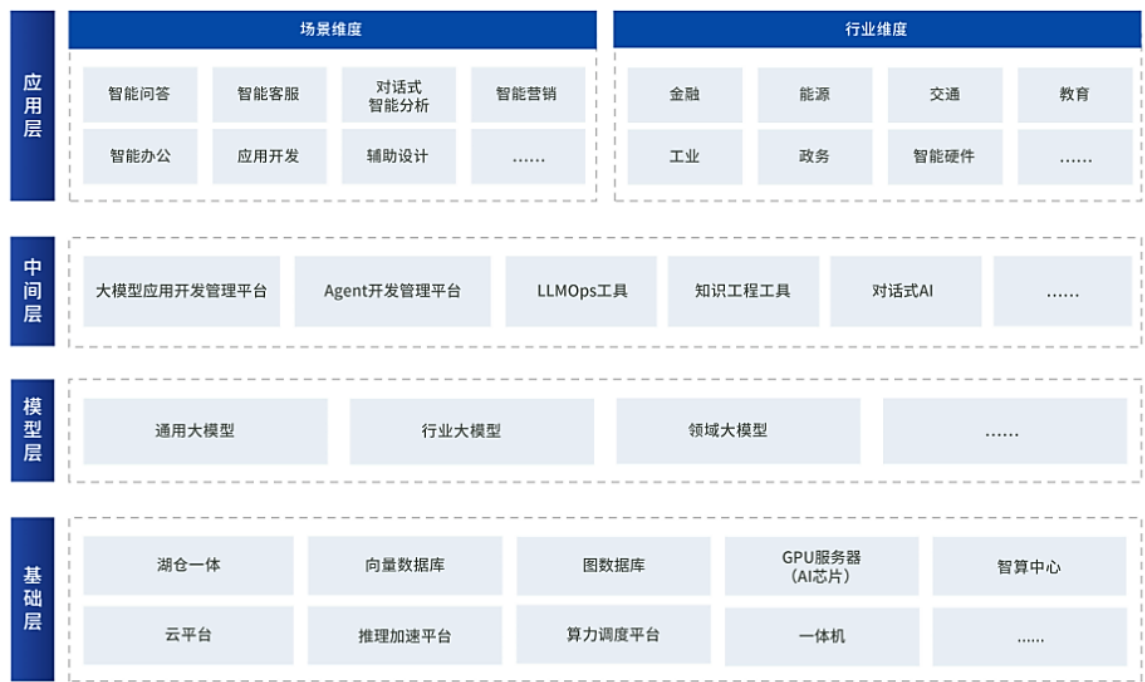 应用层
场景维度
智能问答
智能客服
对话式
智能分析
智能营销
智能办公
应用开发
辅助设计
......
行业维度
金融
能源
交通
教育
工业
政务
智能硬件
......
中间层
大模型应用开发管理平台
Agent开发管理平台
LLMOps工具
知识工程工具
对话式AI
......
模型层
通用大模型
行业大模型
领域大模型
......
基础层
湖仓一体
向量数据库
图数据库
GPU服务器
（AI芯片）
智算中心
云平台
推理加速平台
算力调度平台
一体机
......